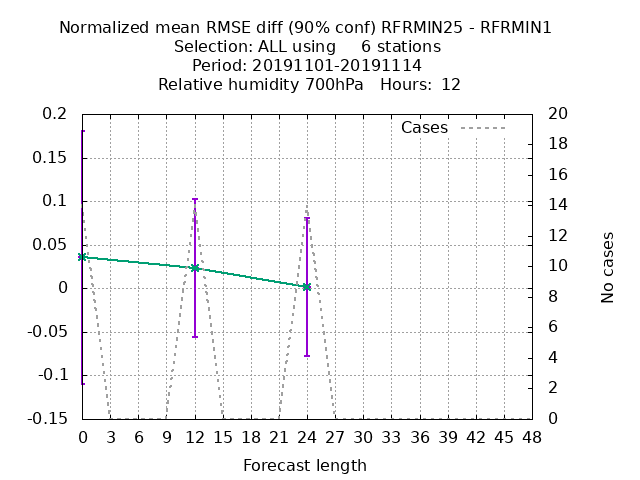 Normalized mean RMSE diff (90% conf) RFRMIN25 - RFRMIN1
Selection: ALL using     6 stations
Period: 20191101-20191114
Relative humidity 700hPa   Hours:  12
Cases
0.2
0.15
0.1
0.05
0
-0.05
-0.1
-0.15
20
18
16
14
12
10
8
6
4
2
0
No cases
0 3 6 9 12 15 18 21 24 27 30 33 36 39 42 45 48
Forecast length